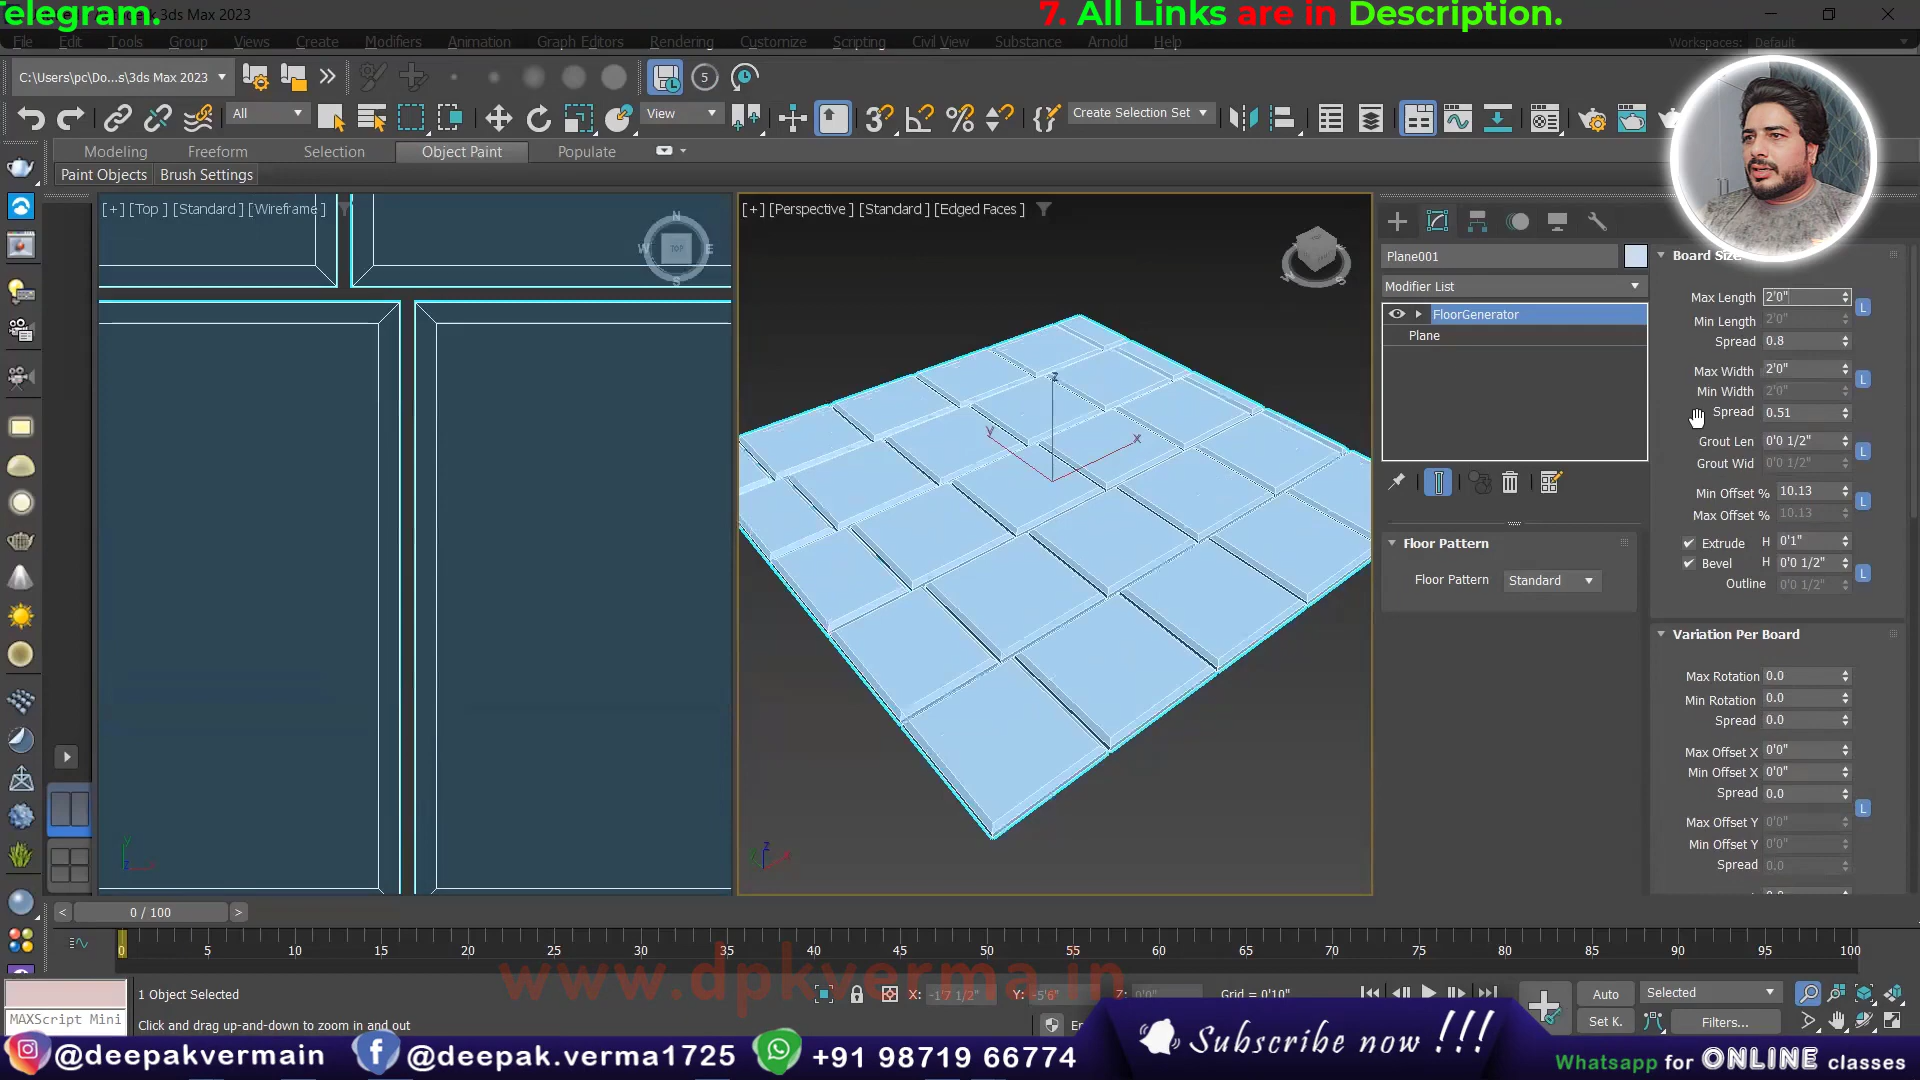 elegram.
7. All Links are in Description.
3ds Max 2023
File Edit Tools Group Views Create Modifiers Animation Graph Editors Rendering Customize Scripting Civil View Substance Arnold Help
Workspaces: Default
C:\Users\pc\Do...s\3ds Max 2023
5
All
View
Create Selection Set
Modeling Freeform Selection Object Paint Populate
Paint Objects Brush Settings
[+] [Top ] [Standard ] [Wireframe ]
N
W TOP E
S
[+] [Perspective ] [Standard ] [Edged Faces ]
z
y
x
Plane001
Modifier List
FloorGenerator
Plane
Floor Pattern
Floor Pattern Standard
Board Size
Max Length 2'0"
L
Min Length 2'0"
Spread 0.8
Max Width 2'0"
L
Min Width 2'0"
Spread 0.51
Grout Len 0'0 1/2"
L
Grout Wid 0'0 1/2"
Min Offset % 10.13
L
Max Offset % 10.13
Extrude H 0'1"
Bevel H 0'0 1/2"
L
Outline 0'0 1/2"
Variation Per Board
Max Rotation 0.0
Min Rotation 0.0
Spread 0.0
Max Offset X 0'0"
Min Offset X 0'0"
Spread 0.0
L
Max Offset Y 0'0"
Min Offset Y 0'0"
Spread 0.0
< 0 / 100 >
0 5 10 15 20 25 30 35 40 45 50 55 60 65 70 75 80 85 90 95 100
www.dpkverma.in
1 Object Selected
X: -1'7 1/2" Y: -5'6" Z: 0'0" Grid = 0'10"
Auto Selected
MAXScript Mini
Click and drag up-and-down to zoom in and out
Set K. Filters...
@deepakvermain @deepak.verma1725 +91 98719 66774
Subscribe now !!!
Whatsapp for ONLINE classes